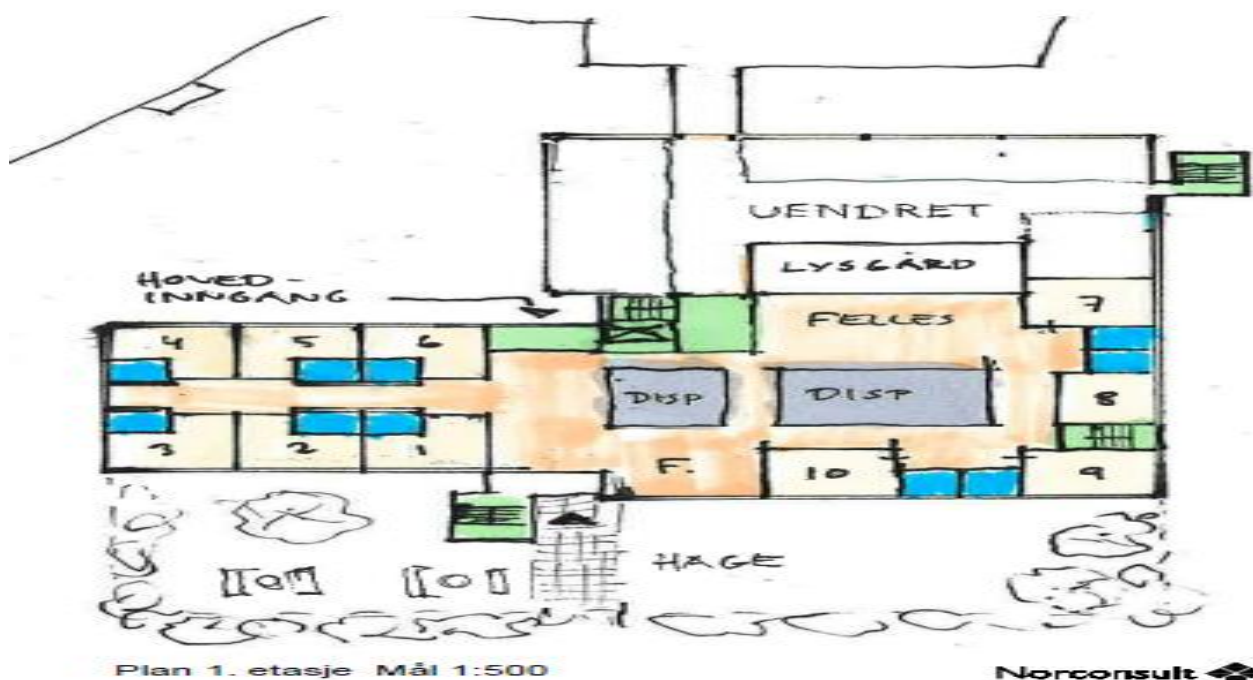 UENDRET
LYSGÅRD
HOVED-
INNGANG
7
FELLES
4 5 6
DISP DISP
8
3 2 1
F.
10 9
HAGE
Plan 1. etasje Mål 1:500
Norconsult